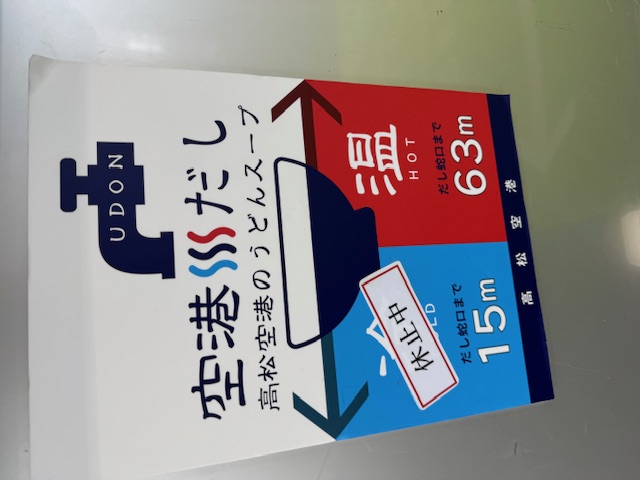 UDON
空港だし
高松空港のうどんスープ
LD
休止中
だし蛇口まで
15m
温
HOT
だし蛇口まで
63m
高松空港